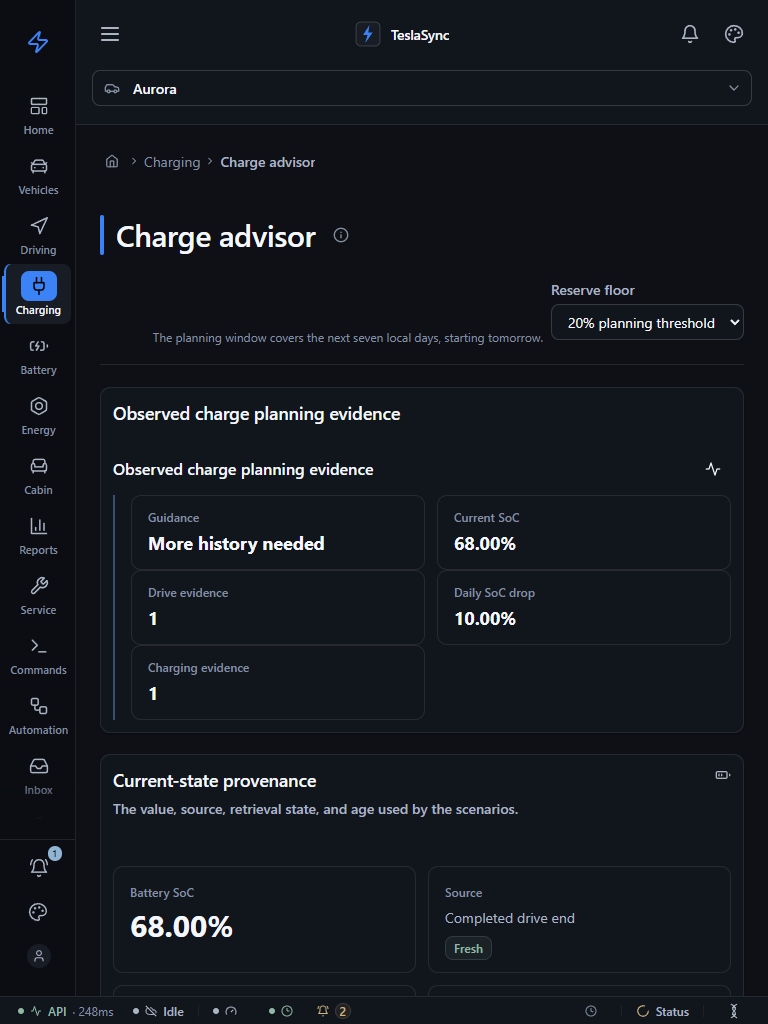 TeslaSync
Aurora
Home
Vehicles
Driving
Charging
Battery
Energy
Cabin
Reports
Service
Commands
Automation
Inbox
1
Charging
Charge advisor
Charge advisor
Reserve floor
The planning window covers the next seven local days, starting tomorrow.
20% planning threshold
Observed charge planning evidence
Observed charge planning evidence
Guidance
More history needed
Current SoC
68.00%
Drive evidence
1
Daily SoC drop
10.00%
Charging evidence
1
Current-state provenance
The value, source, retrieval state, and age used by the scenarios.
Battery SoC
68.00%
Source
Completed drive end
Fresh
API · 248ms
Idle
2
Status